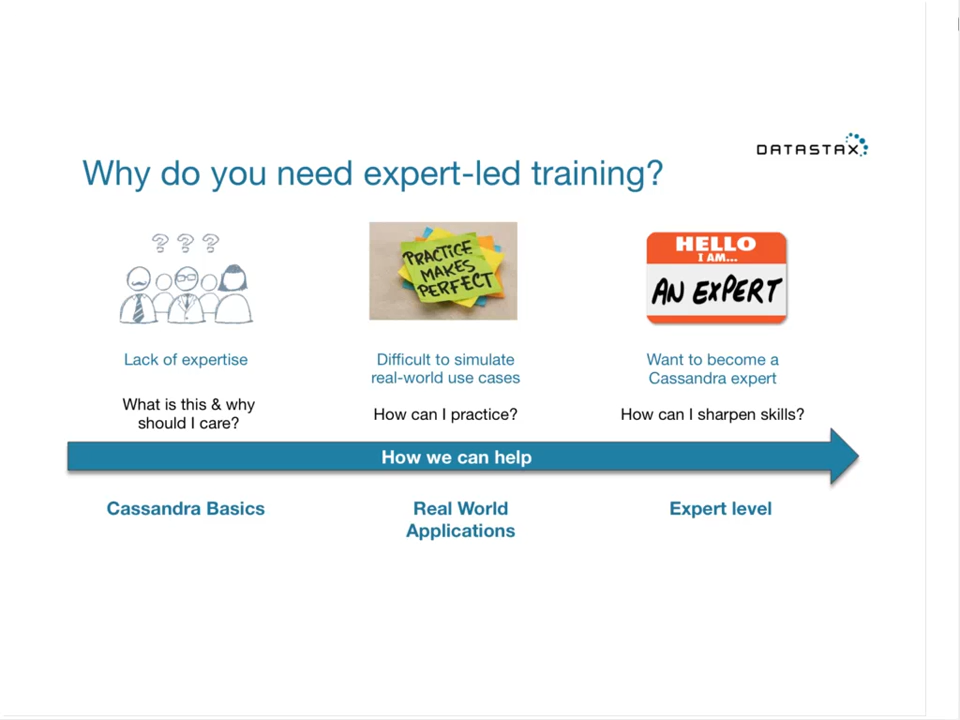 DATASTAX
Why do you need expert-led training?
? ? ?
PRACTICE
MAKES
PERFECT
HELLO
I AM...
AN EXPERT
Lack of expertise
Difficult to simulate
real-world use cases
Want to become a
Cassandra expert
What is this & why
should I care?
How can I practice?
How can I sharpen skills?
How we can help
Cassandra Basics
Real World
Applications
Expert level